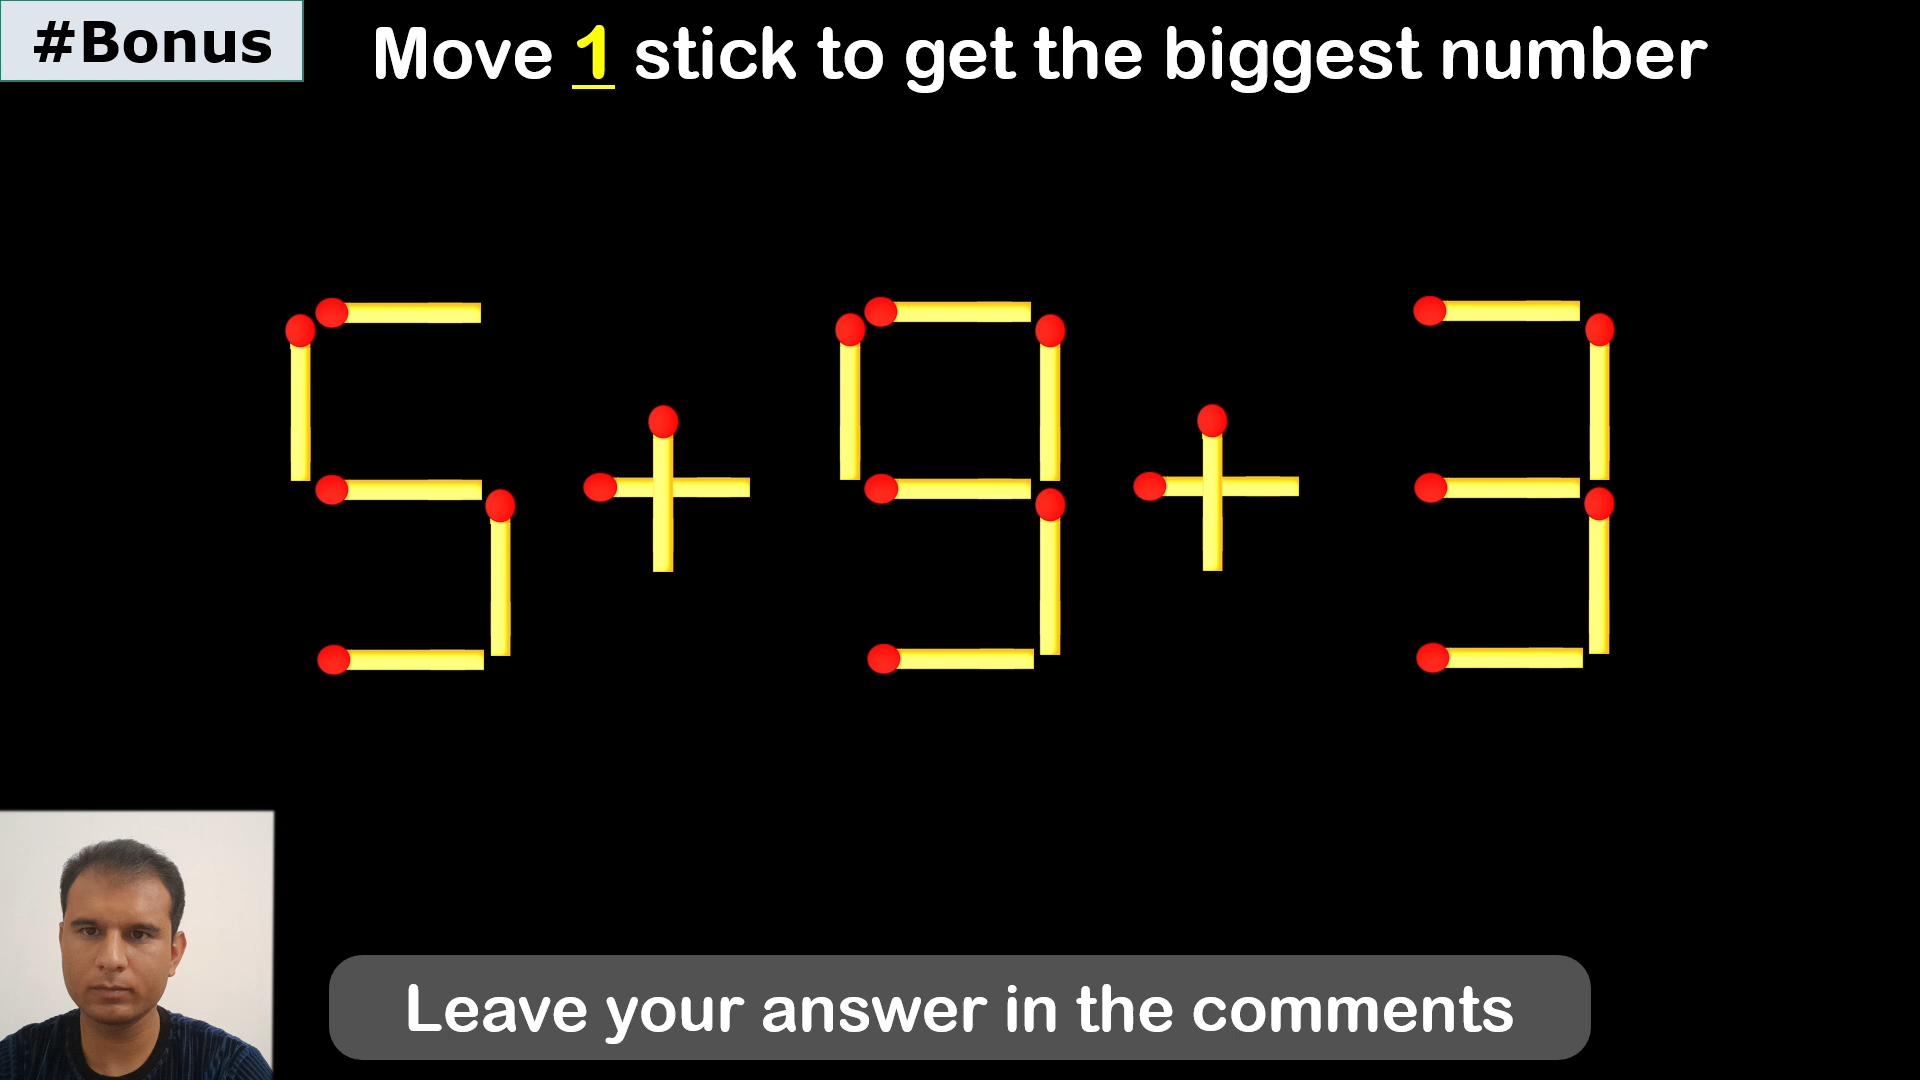 #Bonus
Move 1 stick to get the biggest number
5+9+3
Leave your answer in the comments